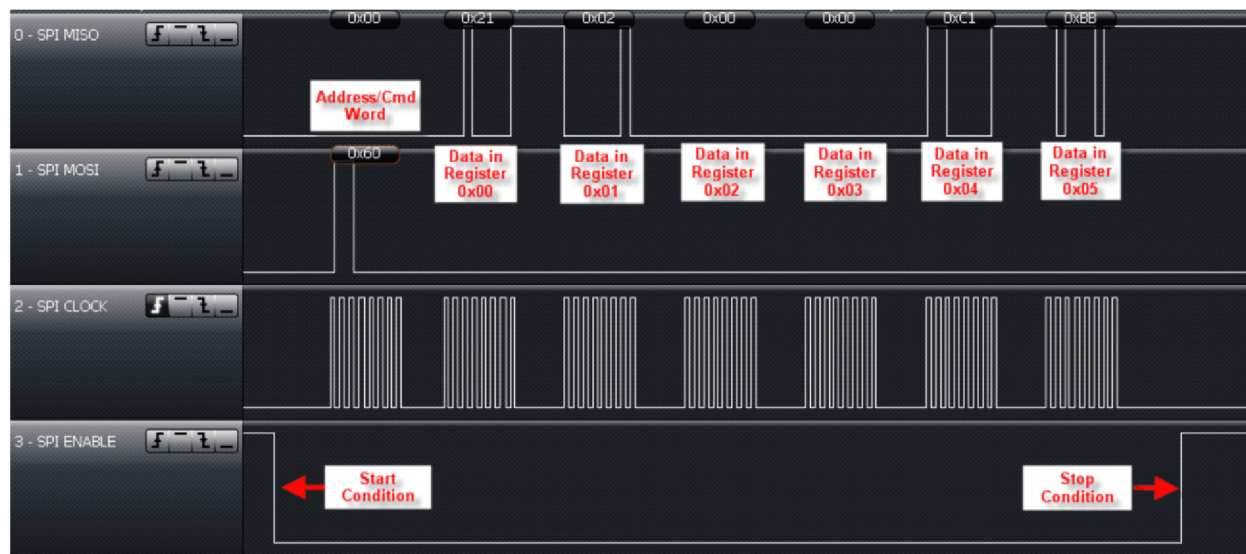 0x00 0x21 0x02 0x00 0x00 0xC1 0xBB
0 - SPI MISO
Address/Cmd
Word
0x60
1 - SPI MOSI
Data in
Register
0x00
Data in
Register
0x01
Data in
Register
0x02
Data in
Register
0x03
Data in
Register
0x04
Data in
Register
0x05
2 - SPI CLOCK
3 - SPI ENABLE
Start
Condition
Stop
Condition